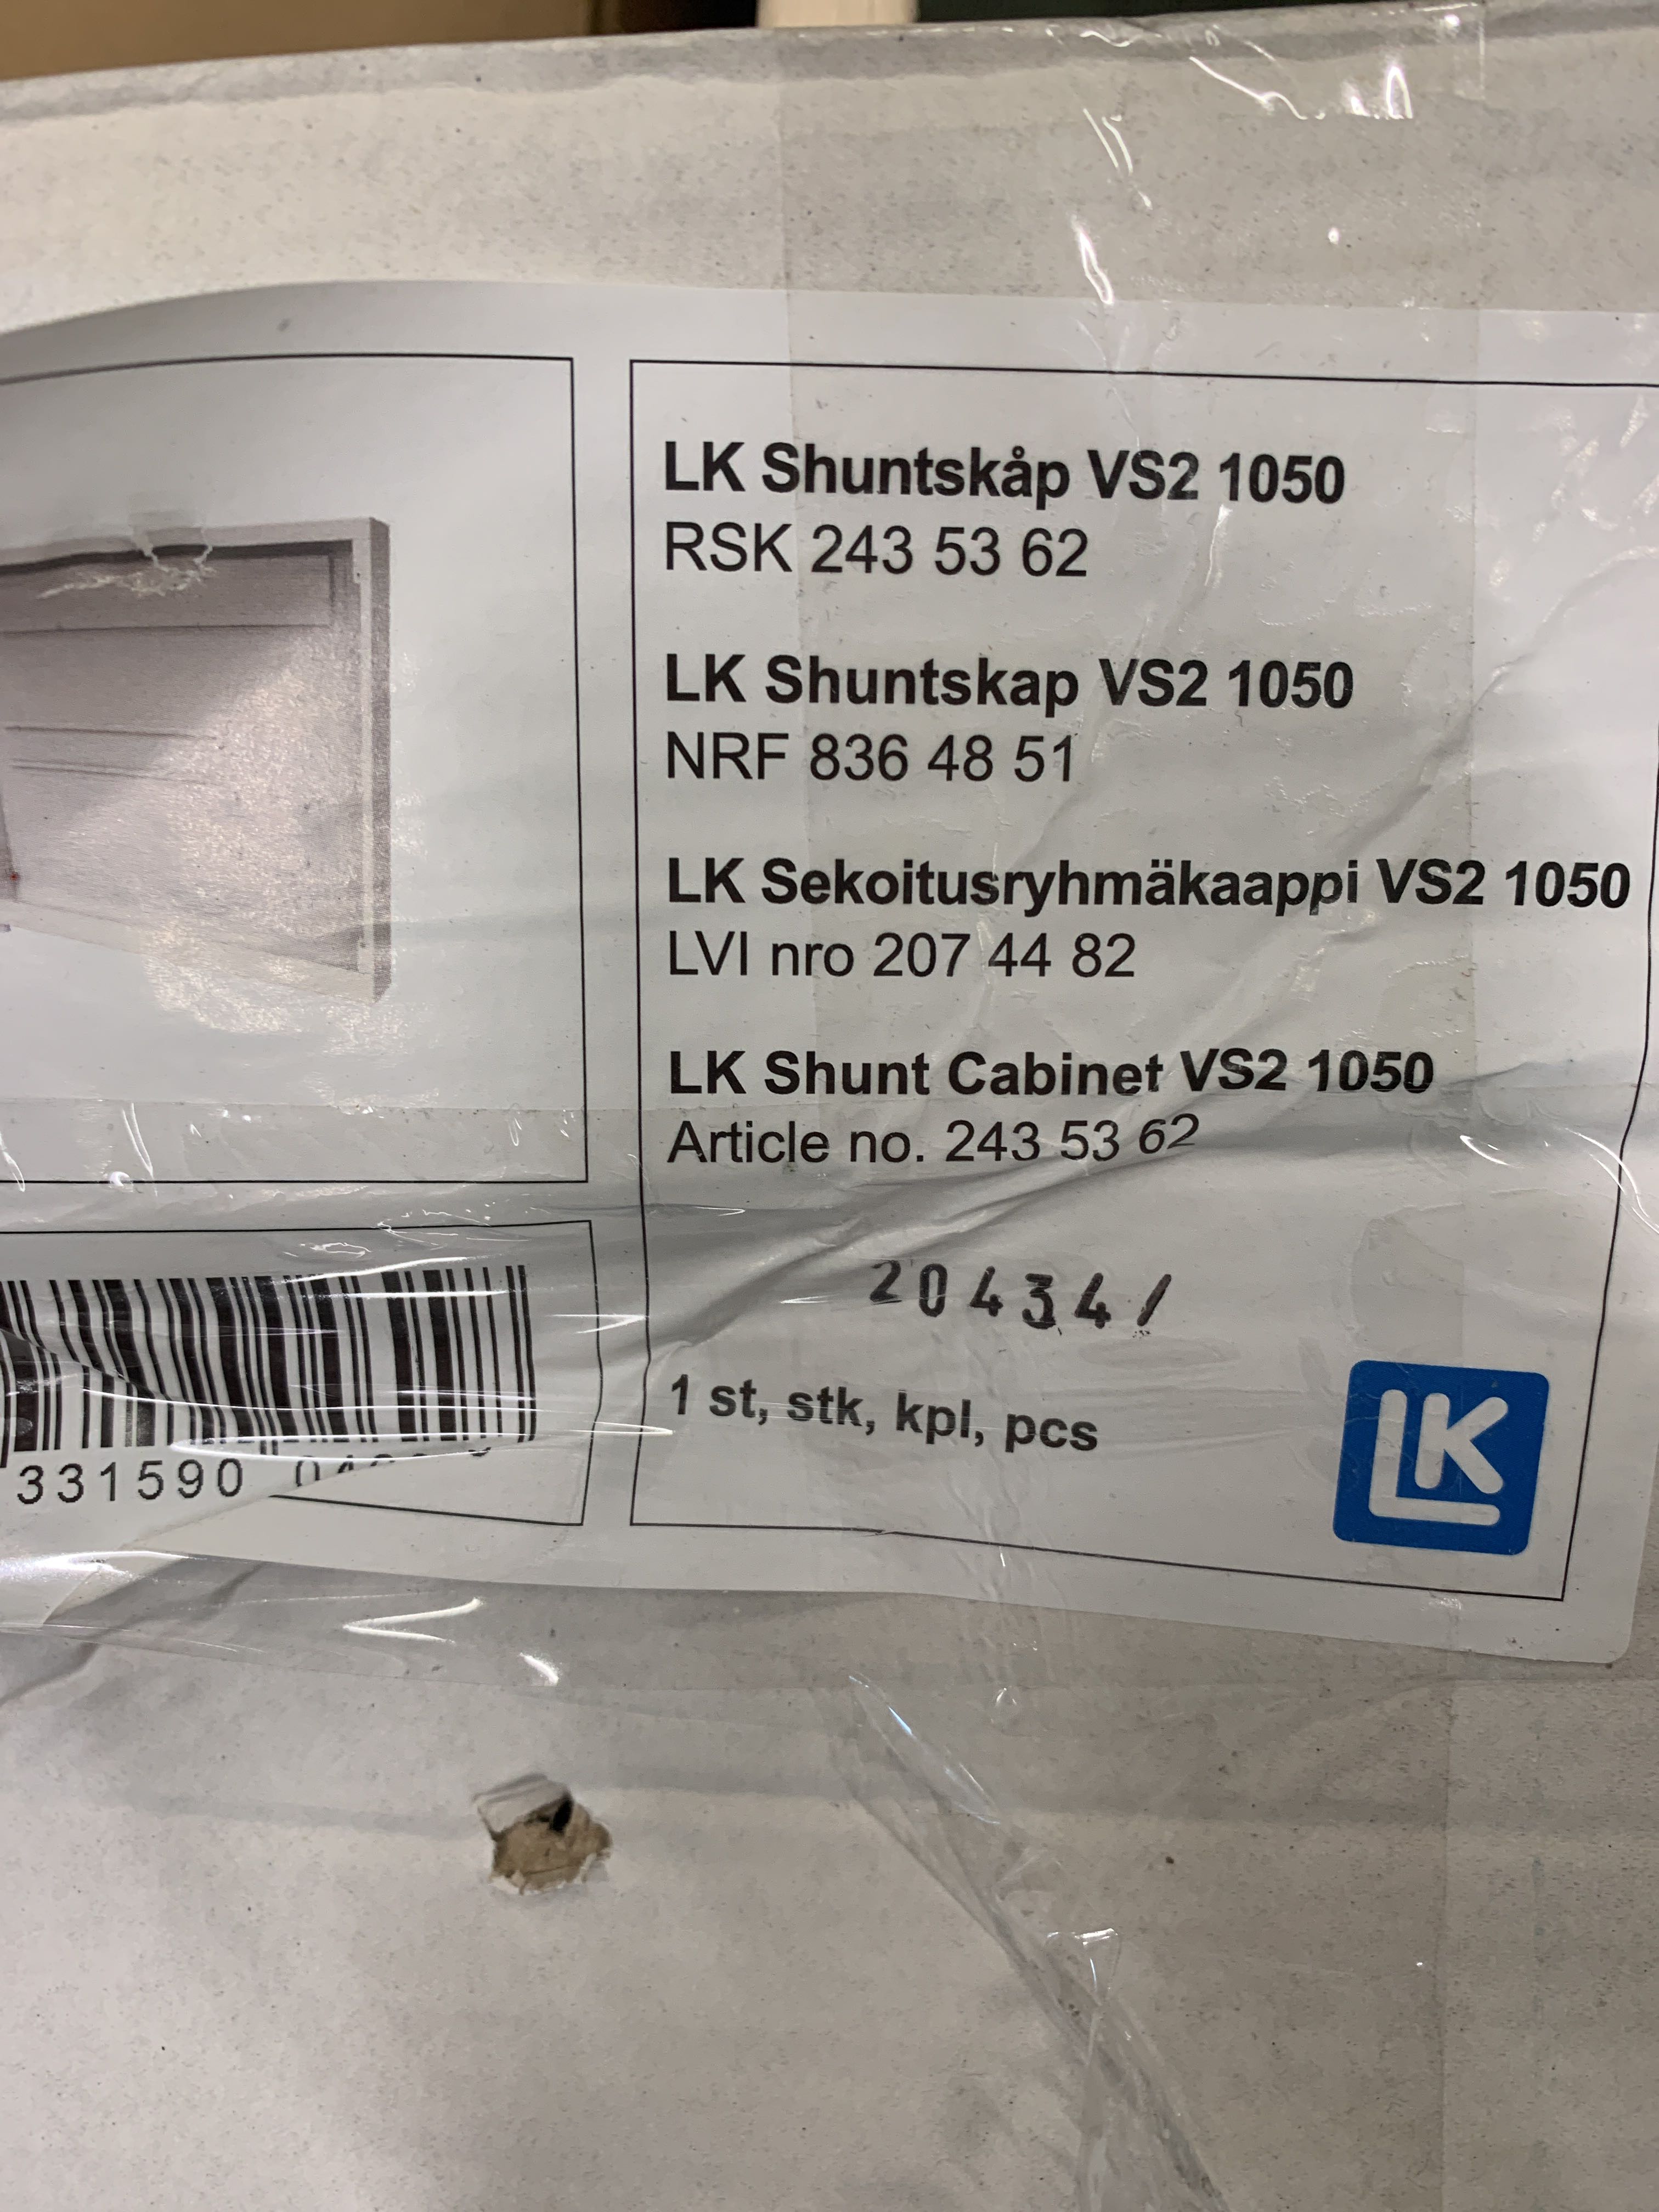 LK Shuntskåp VS2 1050
RSK 243 53 62
LK Shuntskap VS2 1050
NRF 836 48 51
LK Sekoitusryhmäkaappi VS2 1050
LVI nro 207 44 82
LK Shunt Cabinet VS2 1050
Article no. 243 53 62
20434/
1 st, stk, kpl, pcs
LK
331590